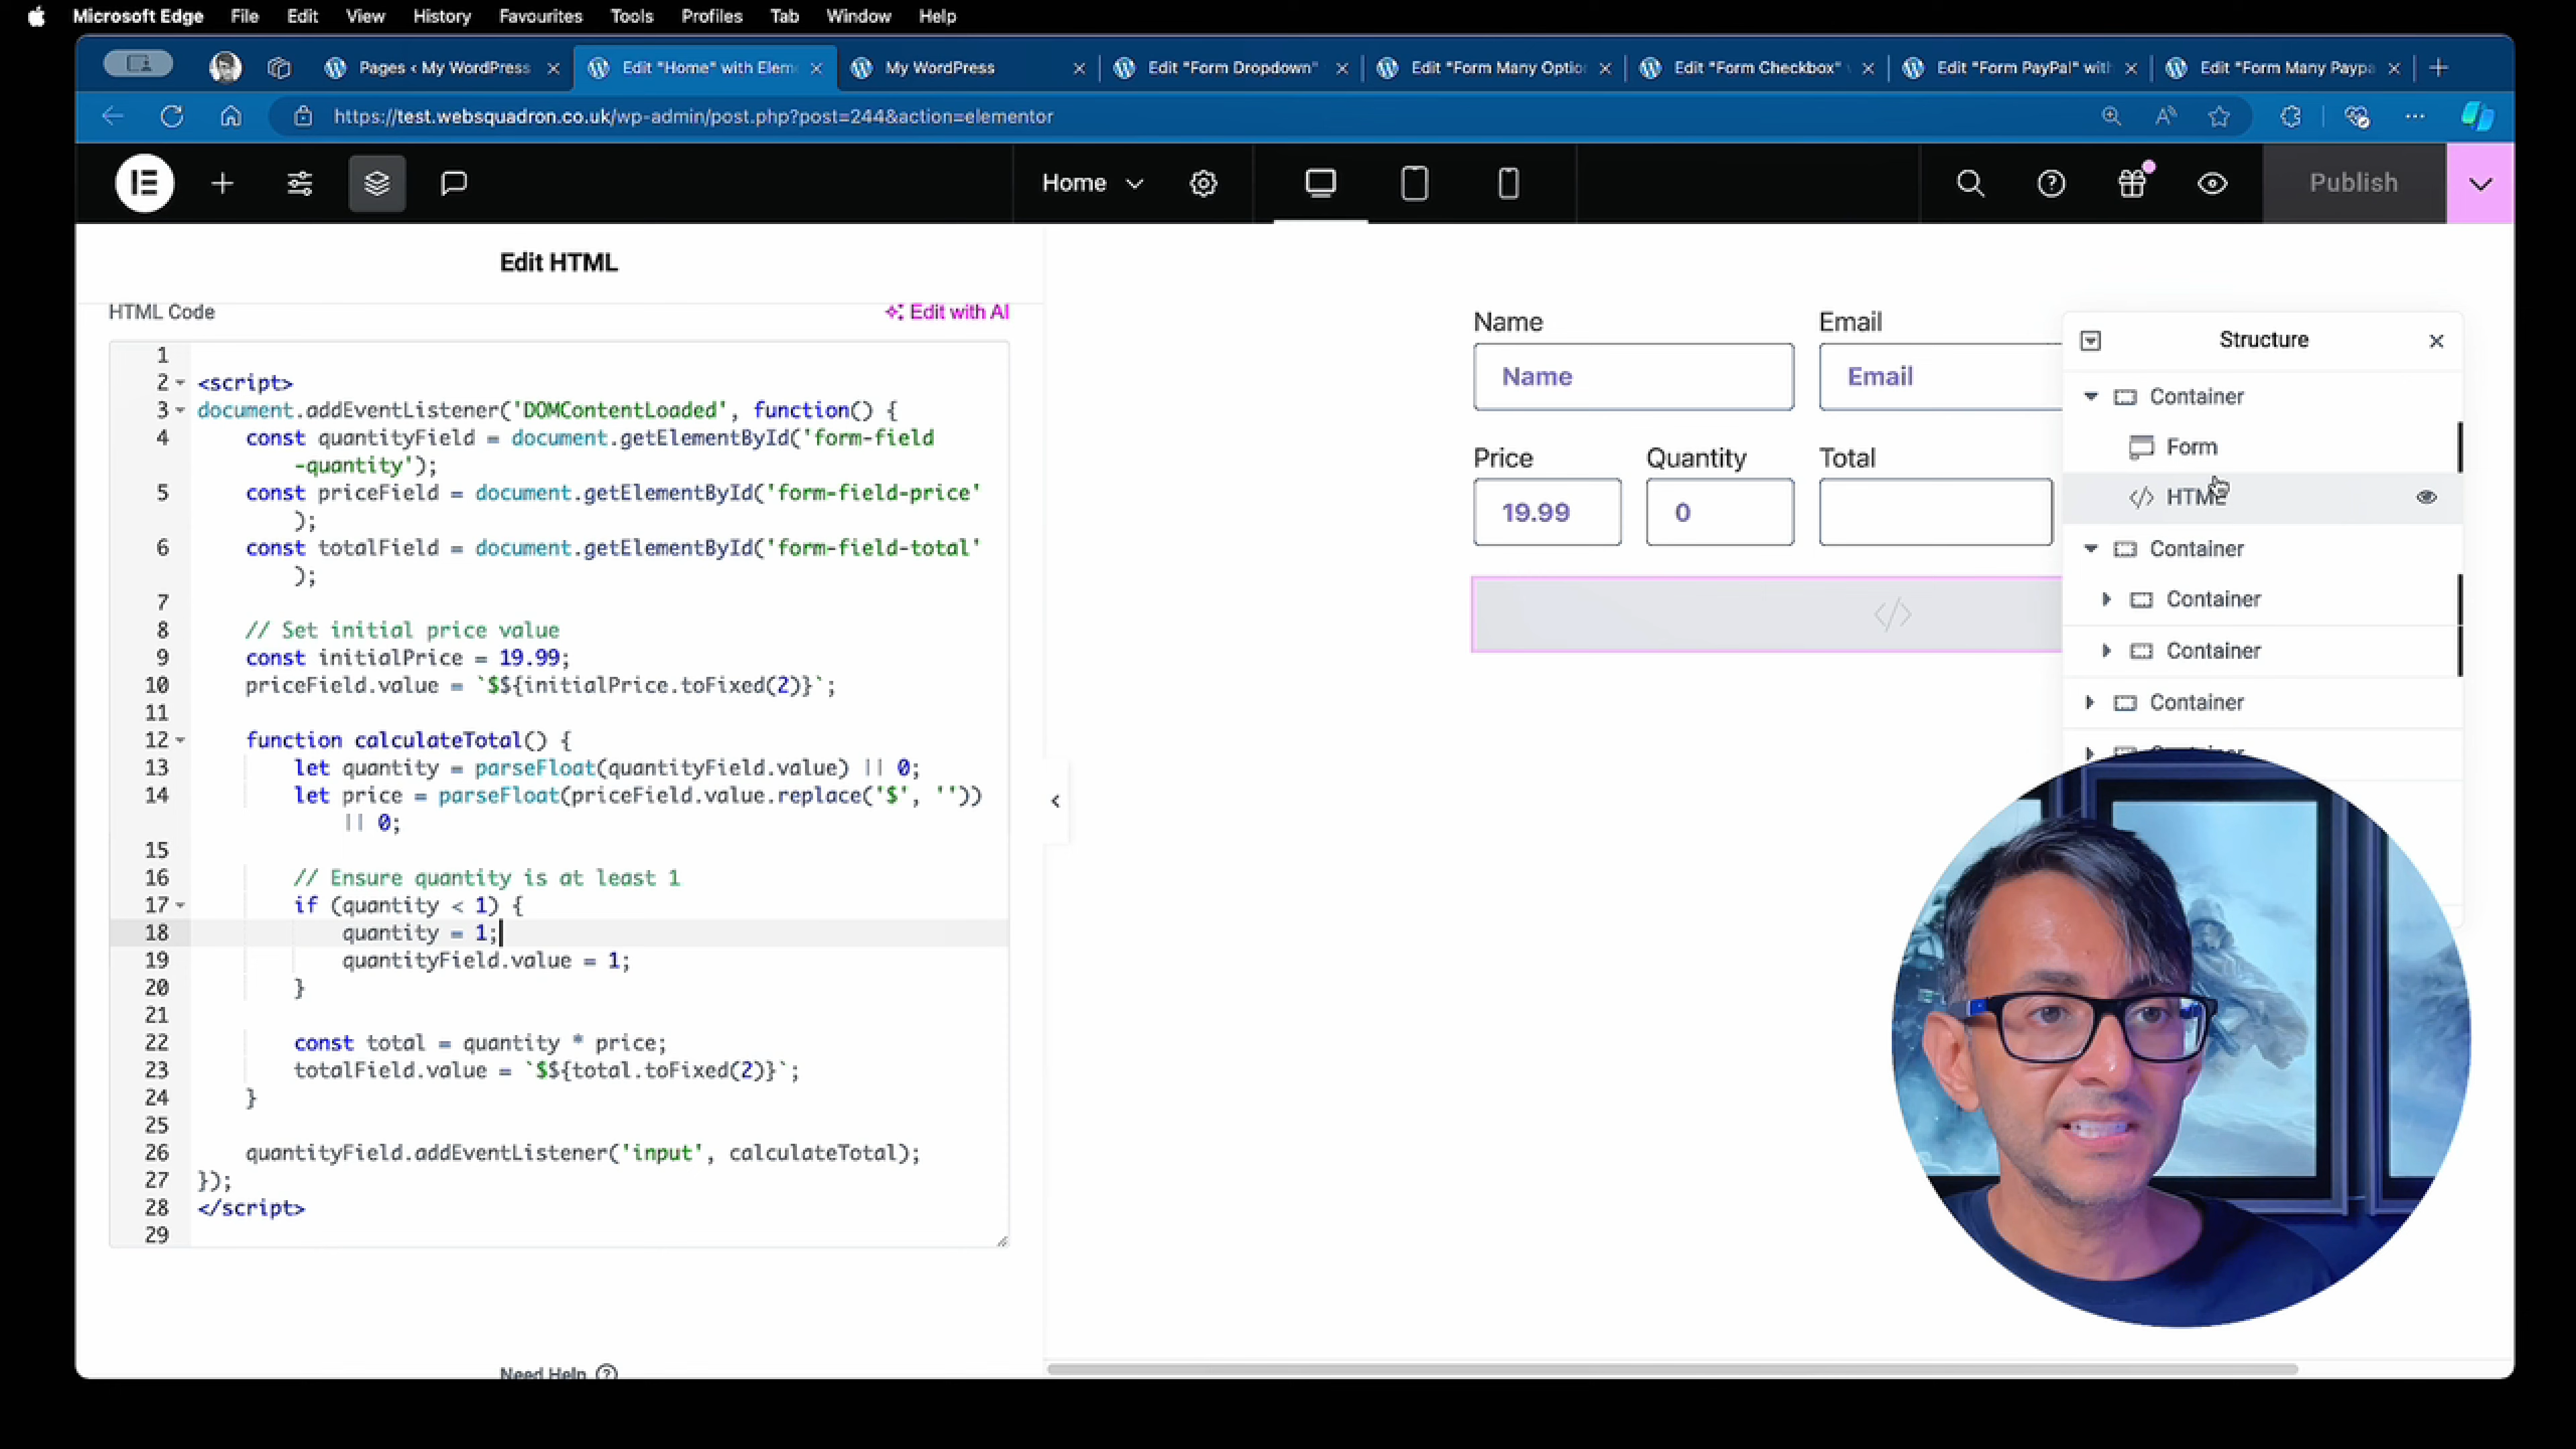 Microsoft Edge File Edit View History Favourites Tools Profiles Tab Window Help
Pages ‹ My WordPress
Edit "Home" with Elem
My WordPress
Edit "Form Dropdown"
Edit "Form Many Optio
Edit "Form Checkbox"
Edit "Form PayPal" with
Edit "Form Many Paypa
https://test.websquadron.co.uk/wp-admin/post.php?post=244&action=elementor
Home
Publish
Edit HTML
HTML Code
Edit with AI
1
2 <script>
3 document.addEventListener('DOMContentLoaded', function() {
4 const quantityField = document.getElementById('form-field
-quantity');
5 const priceField = document.getElementById('form-field-price'
);
6 const totalField = document.getElementById('form-field-total'
);
7
8 // Set initial price value
9 const initialPrice = 19.99;
10 priceField.value = `$${initialPrice.toFixed(2)}`;
11
12 function calculateTotal() {
13 let quantity = parseFloat(quantityField.value) || 0;
14 let price = parseFloat(priceField.value.replace('$', ''))
|| 0;
15
16 // Ensure quantity is at least 1
17 if (quantity < 1) {
18 quantity = 1;
19 quantityField.value = 1;
20 }
21
22 const total = quantity * price;
23 totalField.value = `$${total.toFixed(2)}`;
24 }
25
26 quantityField.addEventListener('input', calculateTotal);
27 });
28 </script>
29
Need Help
Name
Email
Name
Email
Price
Quantity
Total
19.99
0
Structure
Container
Form
HTML
Container
Container
Container
Container